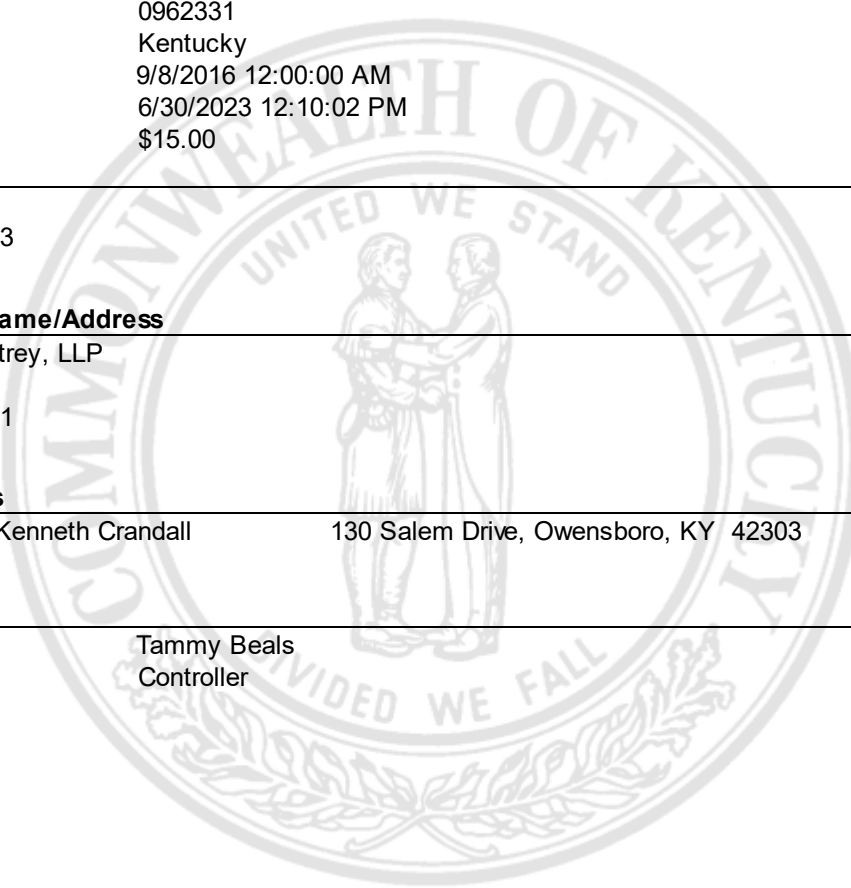 0962331
Kentucky
9/8/2016 12:00:00 AM
6/30/2023 12:10:02 PM
$15.00
3
ame/Address
trey, LLP
1
s
Kenneth Crandall 130 Salem Drive, Owensboro, KY 42303
Tammy Beals
Controller
COMMONWEALTH OF KENTUCKY
UNITED WE STAND
DIVIDED WE FALL